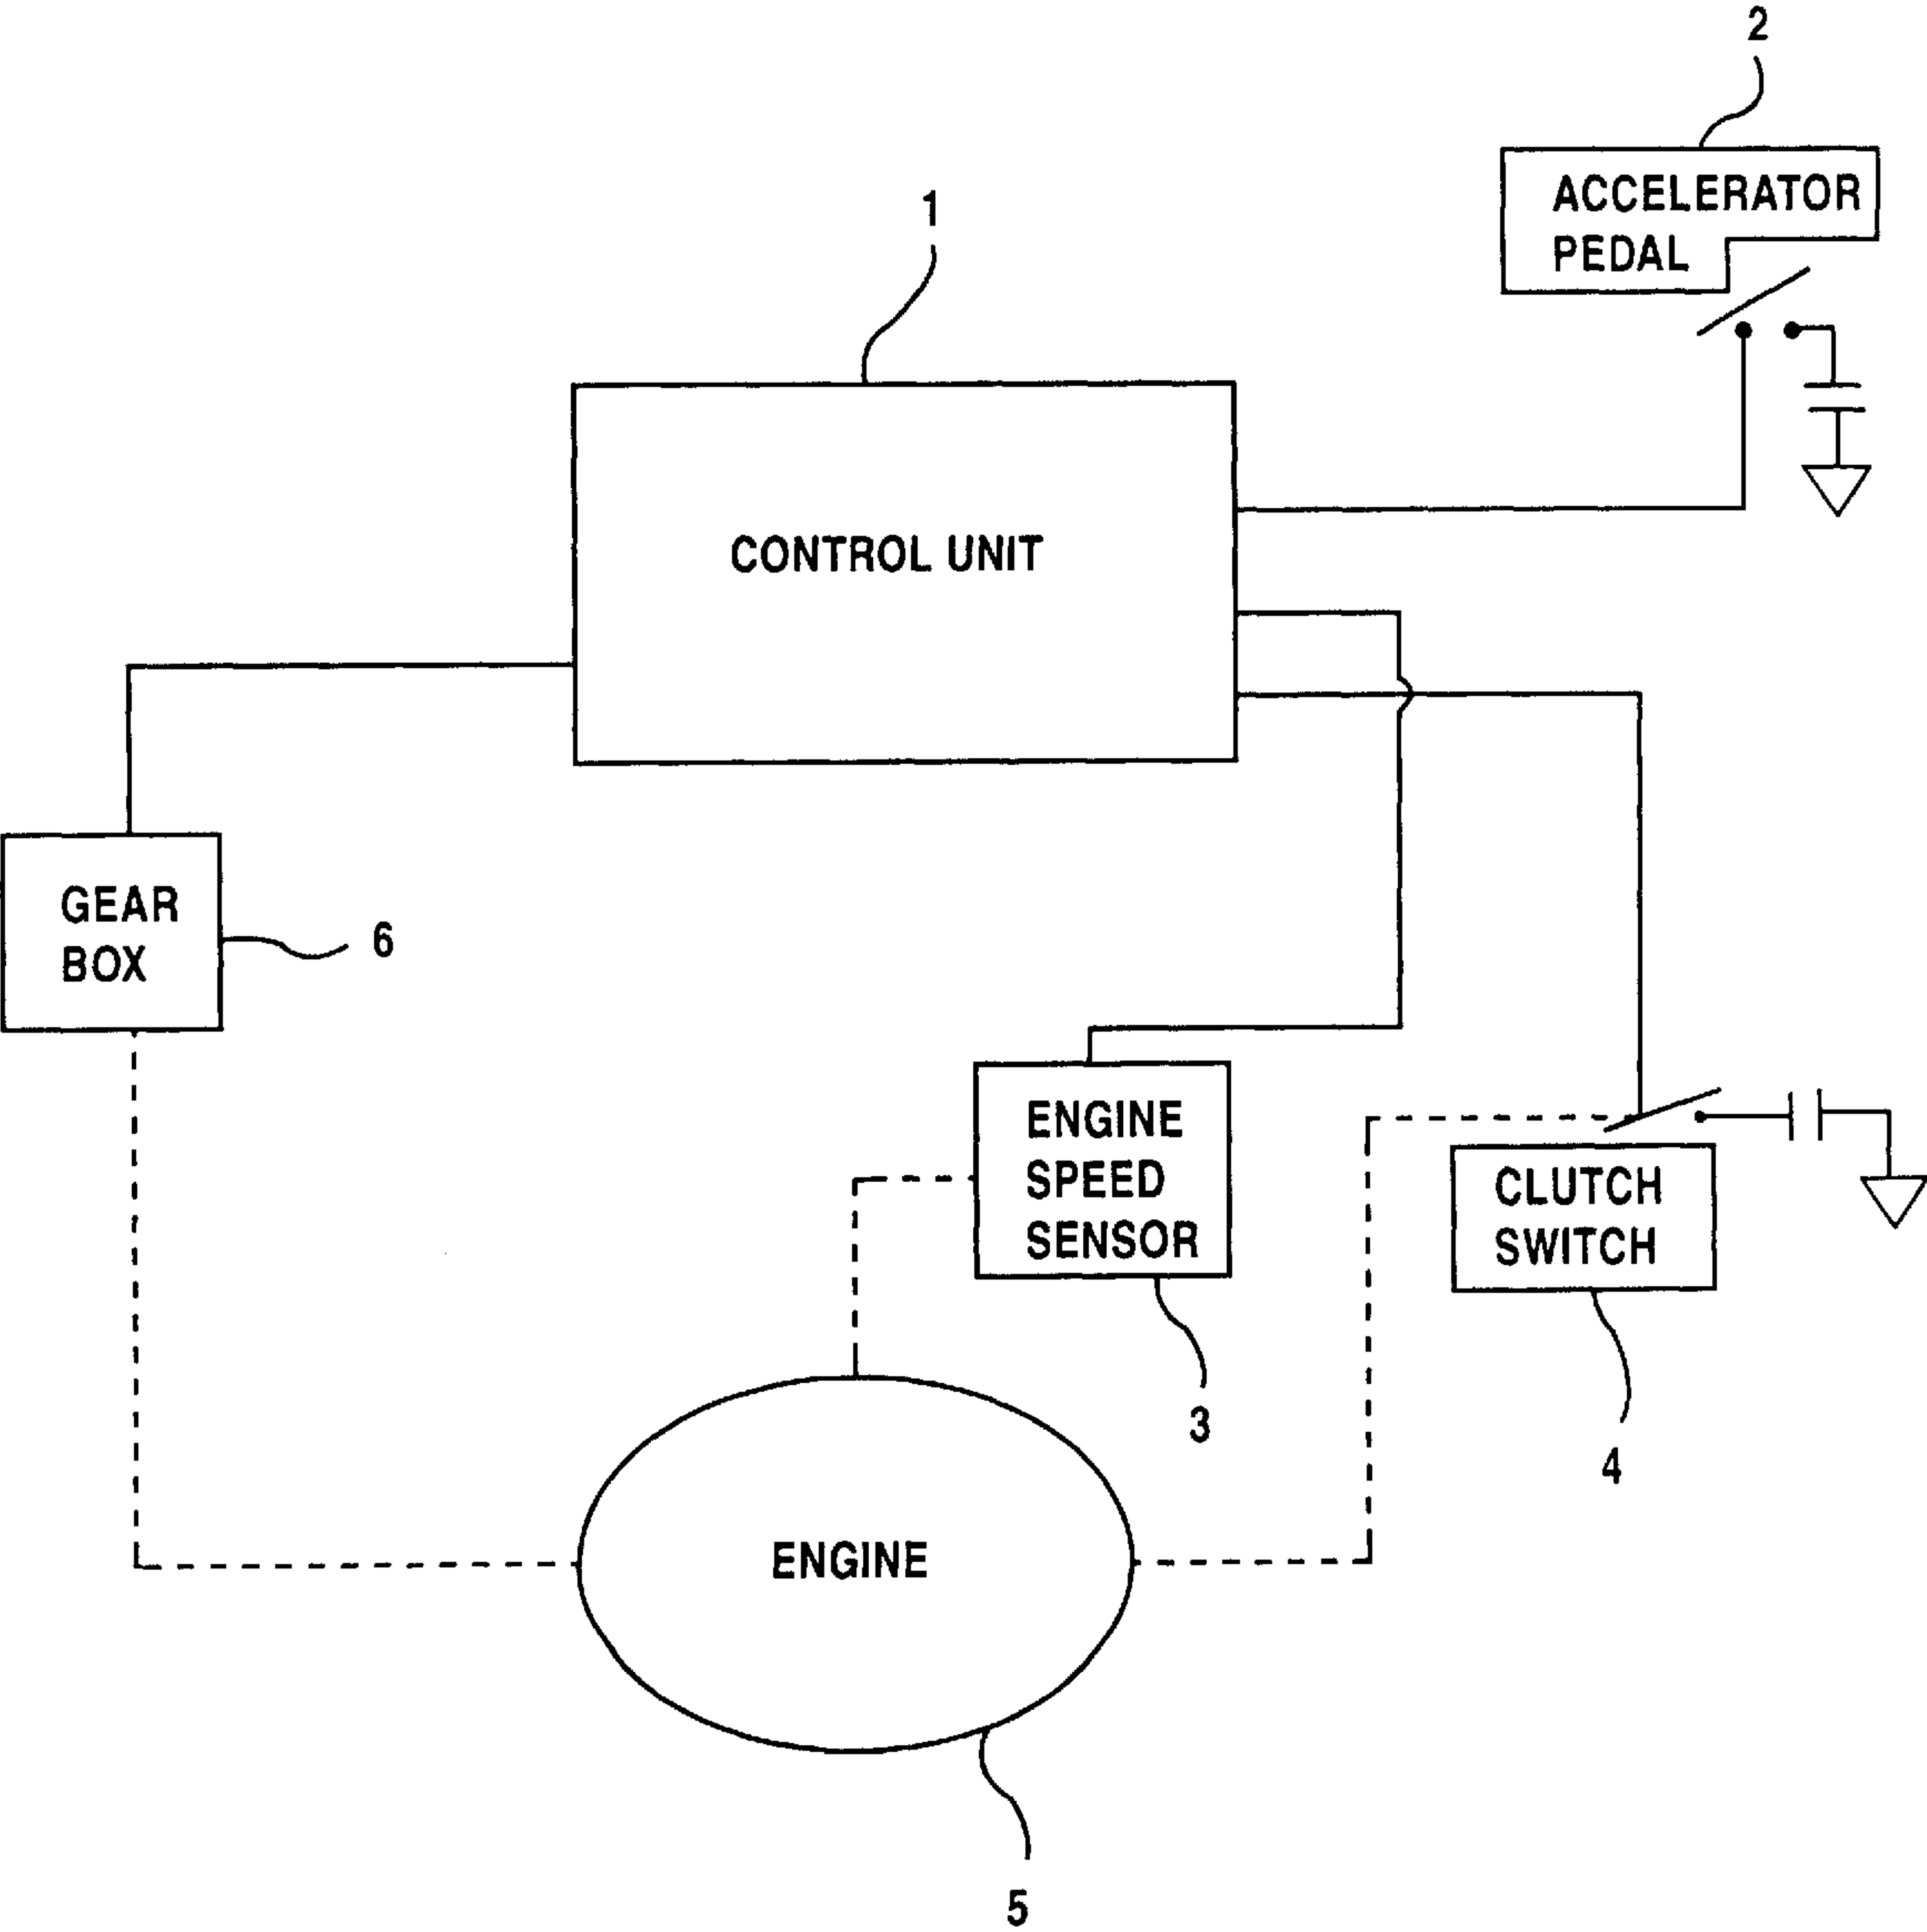 2
ACCELERATOR
PEDAL
1
CONTROL UNIT
GEAR
BOX
6
ENGINE
SPEED
SENSOR
3
CLUTCH
SWITCH
4
ENGINE
5